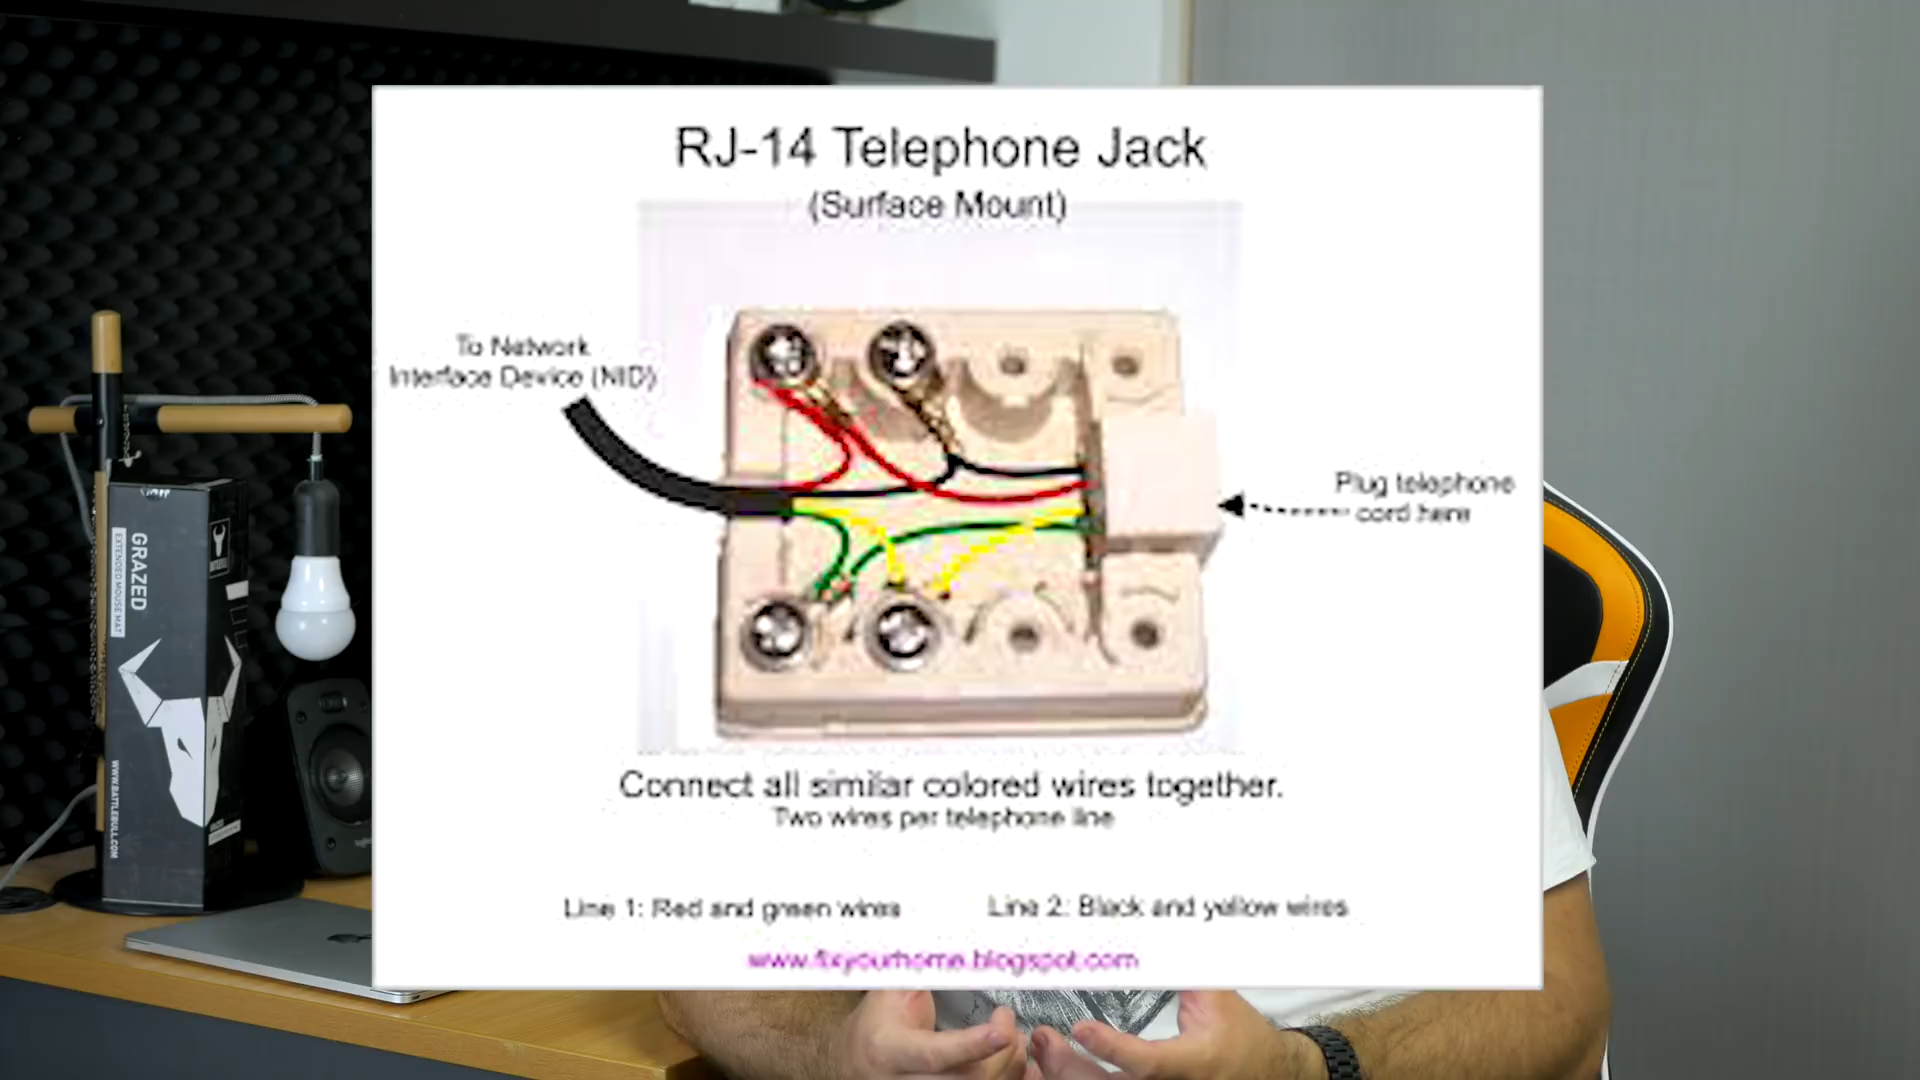 RJ-14 Telephone Jack
(Surface Mount)
To Network
Interface Device (NID)
Plug telephone
cord here
Connect all similar colored wires together.
Two wires per telephone line
Line 1: Red and green wires
Line 2: Black and yellow wires
www.fixyourhome.blogspot.com
GRAZED
EXTENDED MOUSE MAT
WWW.BATTLEBULL.COM